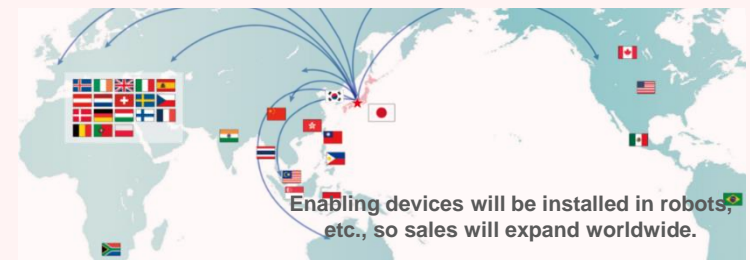 Enabling devices will be installed in robots,
etc., so sales will expand worldwide.